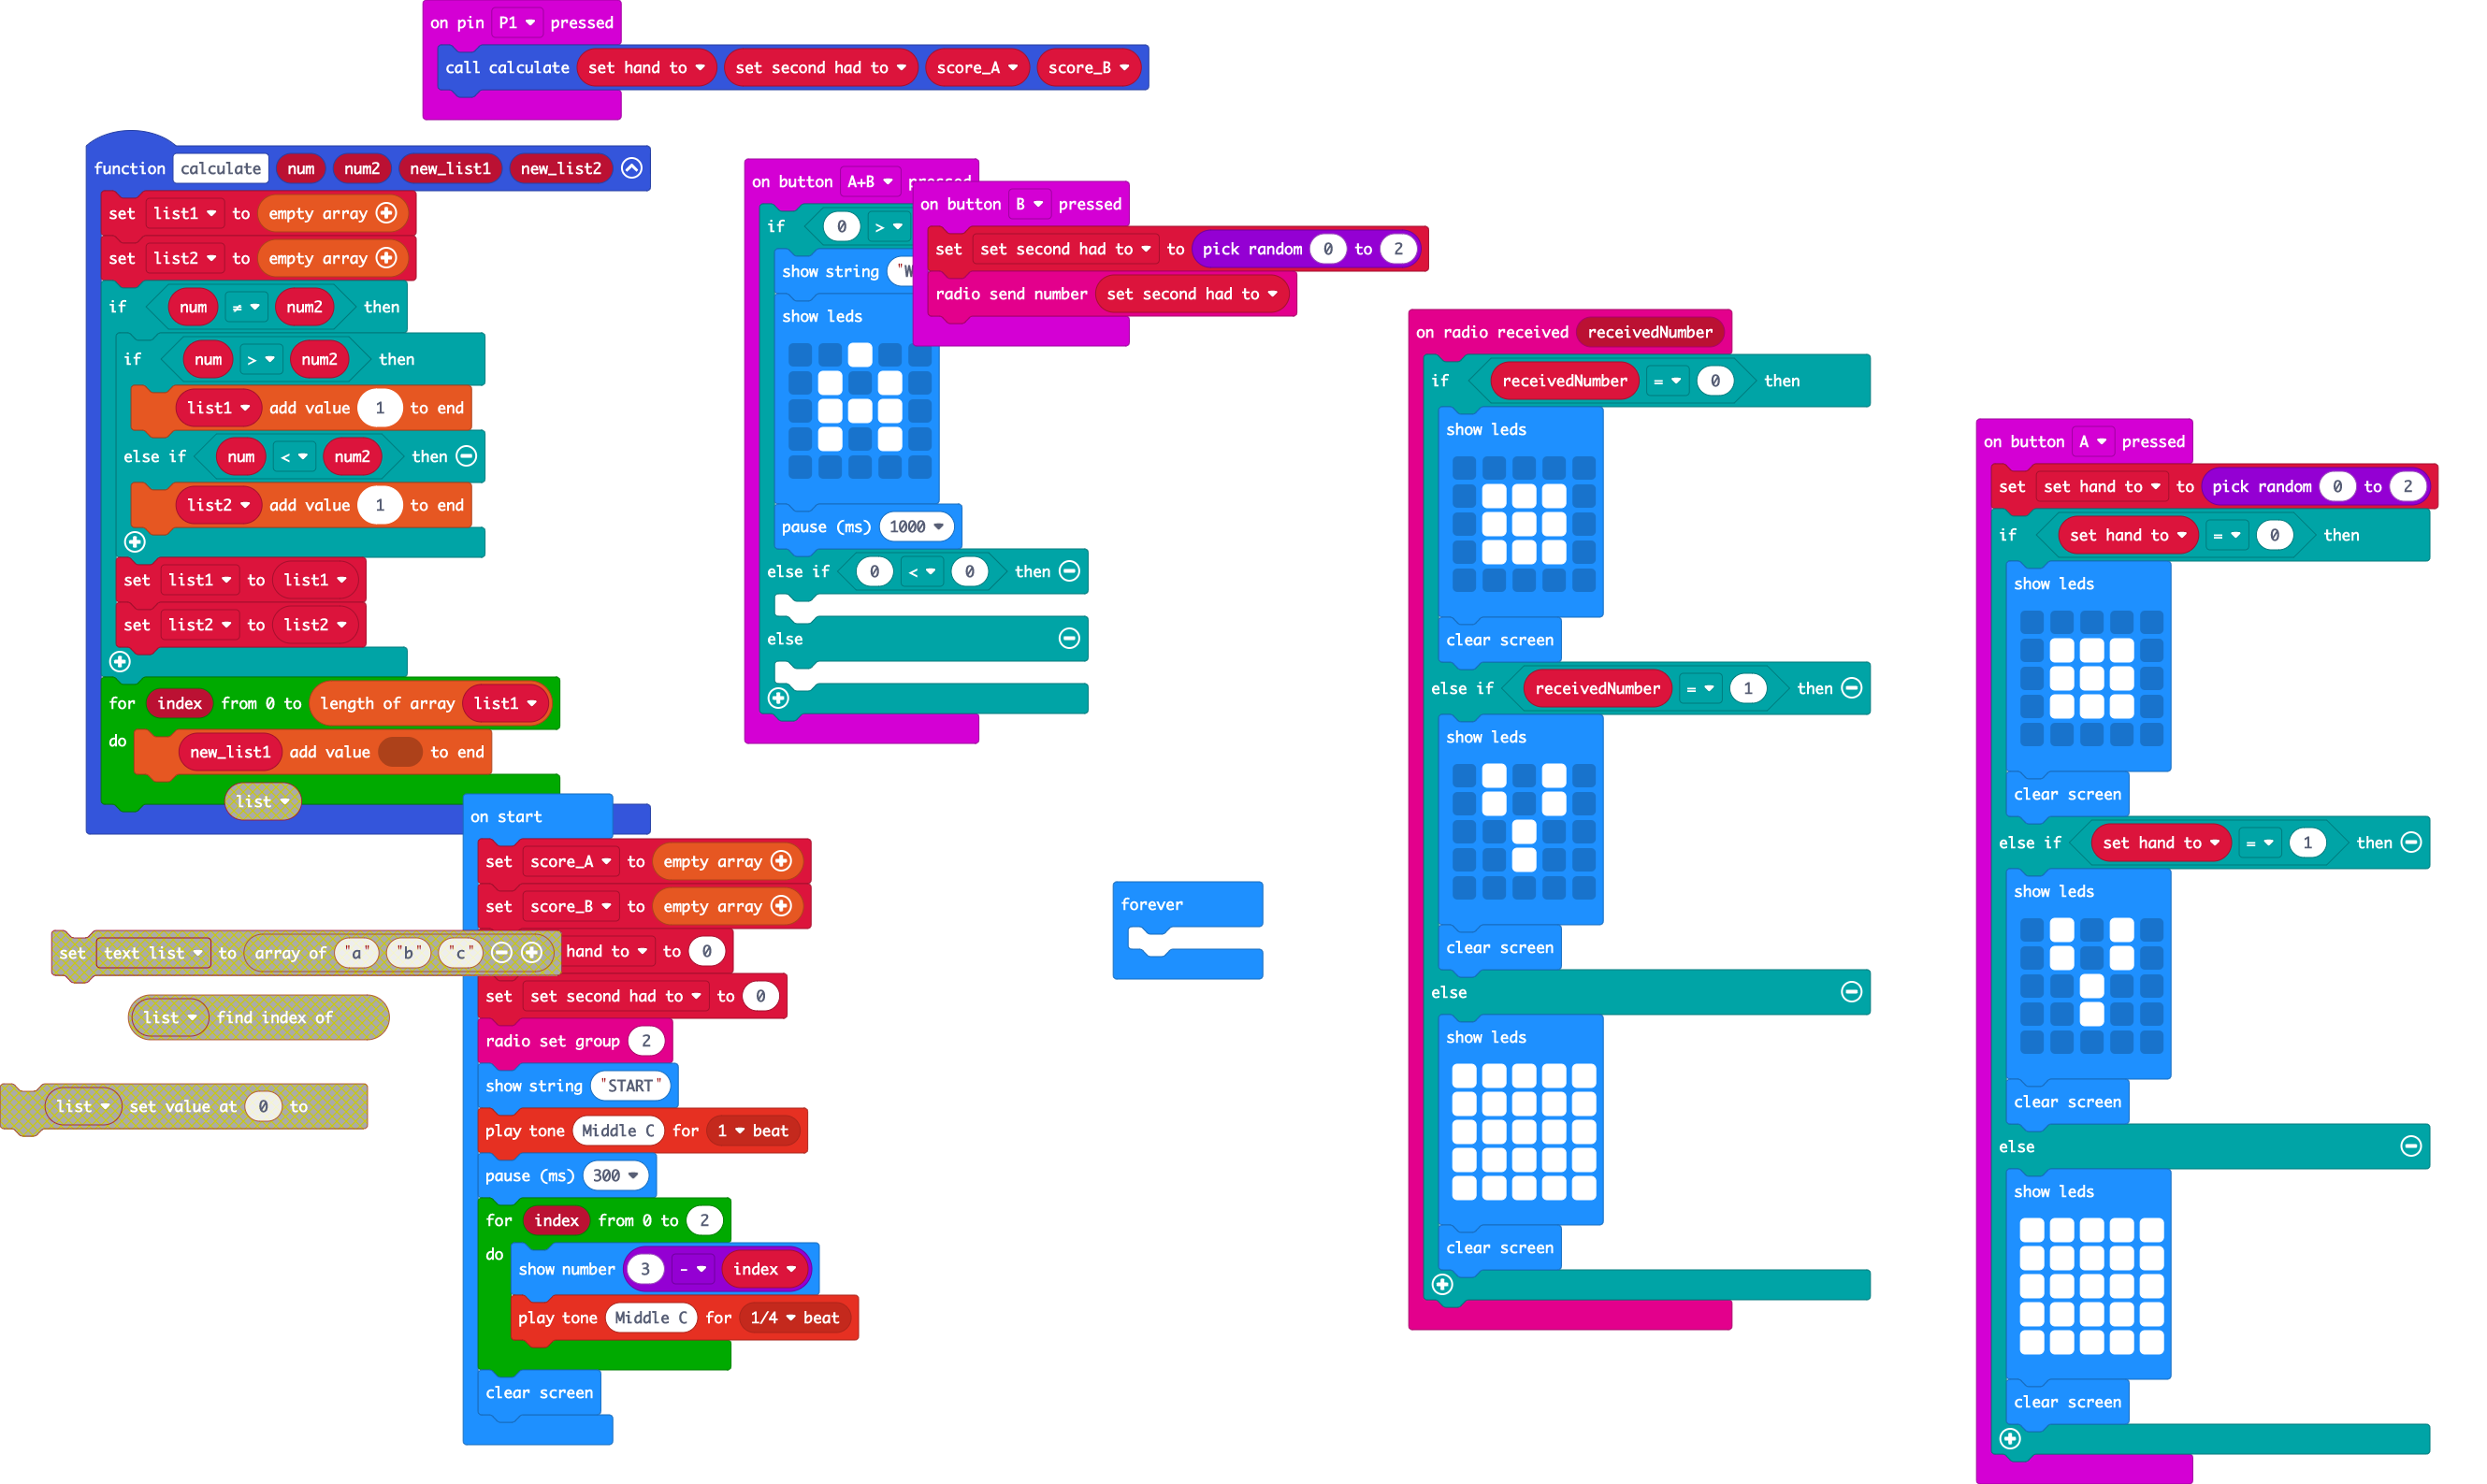 on pin P1 pressed
call calculate set hand to set second had to score_A score_B
function calculate num num2 new_list1 new_list2
set list1 to empty array
set list2 to empty array
if num ≠ num2 then
if num > num2 then
list1 add value 1 to end
else if num < num2 then
list2 add value 1 to end
set list1 to list1
set list2 to list2
for index from 0 to length of array list1
do
new_list1 add value to end
list
on button A+B pressed
if 0 >
show string "W
show leds
pause (ms) 1000
else if 0 < 0 then
else
on button B pressed
set set second had to to pick random 0 to 2
radio send number set second had to
on start
set score_A to empty array
set score_B to empty array
hand to to 0
set set second had to to 0
radio set group 2
show string "START"
play tone Middle C for 1 beat
pause (ms) 300
for index from 0 to 2
do
show number 3 - index
play tone Middle C for 1/4 beat
clear screen
set text list to array of "a" "b" "c"
list find index of
list set value at 0 to
forever
on radio received receivedNumber
if receivedNumber = 0 then
show leds
clear screen
else if receivedNumber = 1 then
show leds
clear screen
else
show leds
clear screen
on button A pressed
set set hand to to pick random 0 to 2
if set hand to = 0 then
show leds
clear screen
else if set hand to = 1 then
show leds
clear screen
else
show leds
clear screen